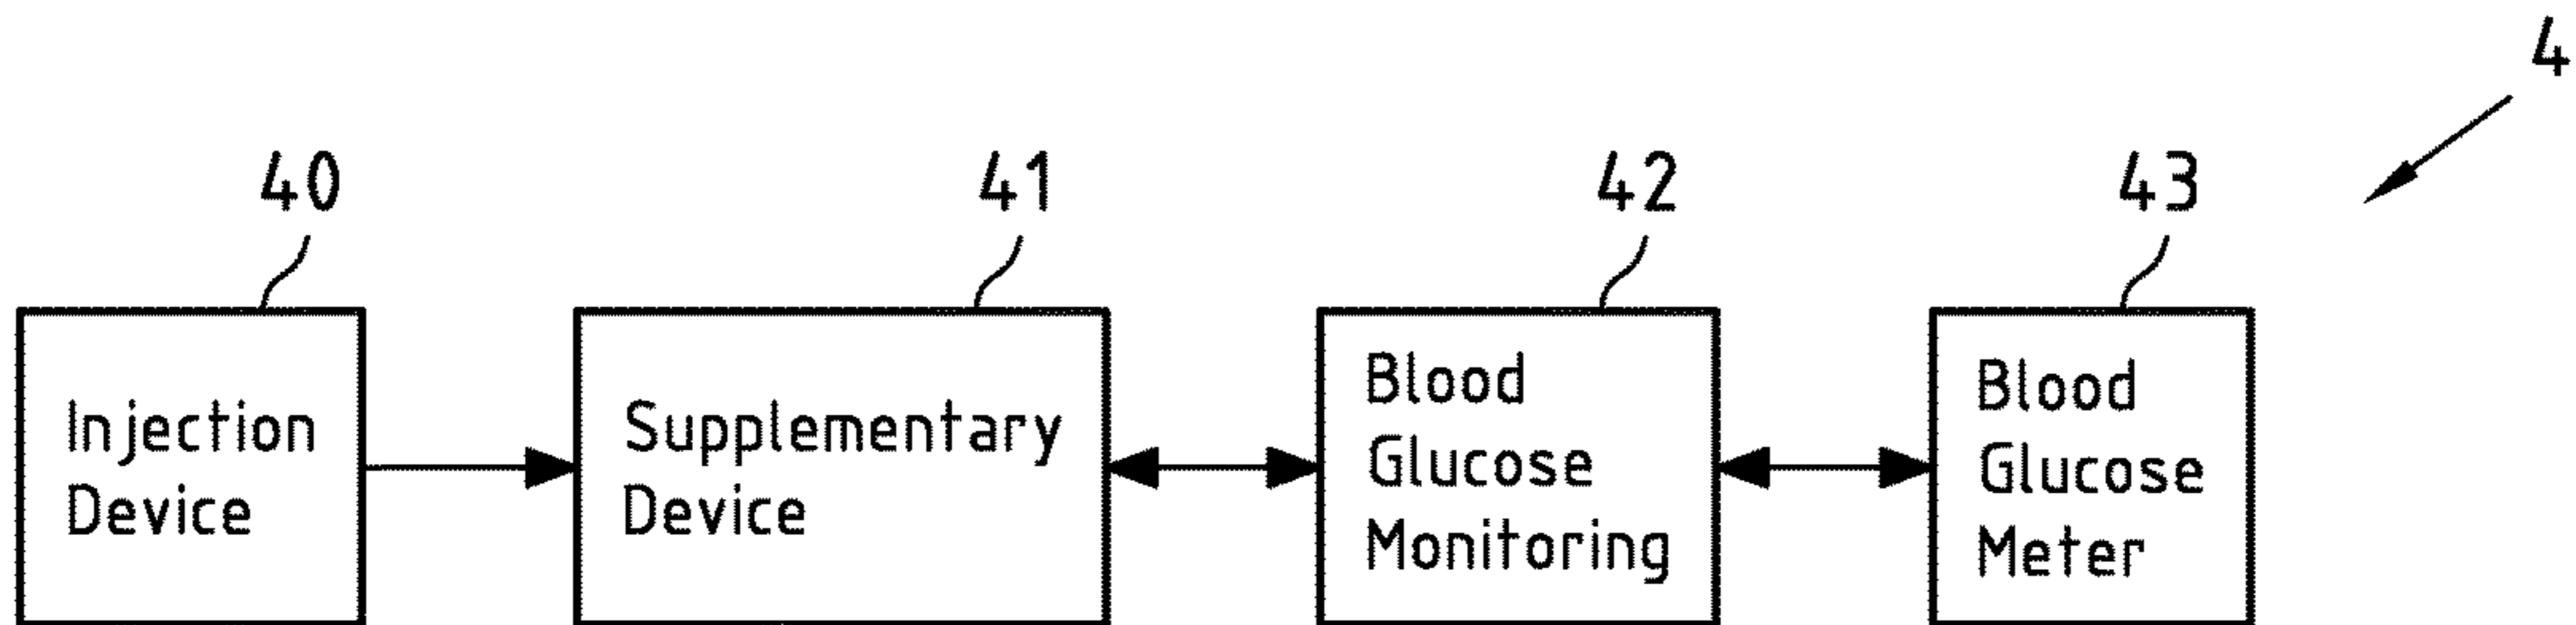 4
40
41
42
43
Injection
Device
Supplementary
Device
Blood
Glucose
Monitoring
Blood
Glucose
Meter